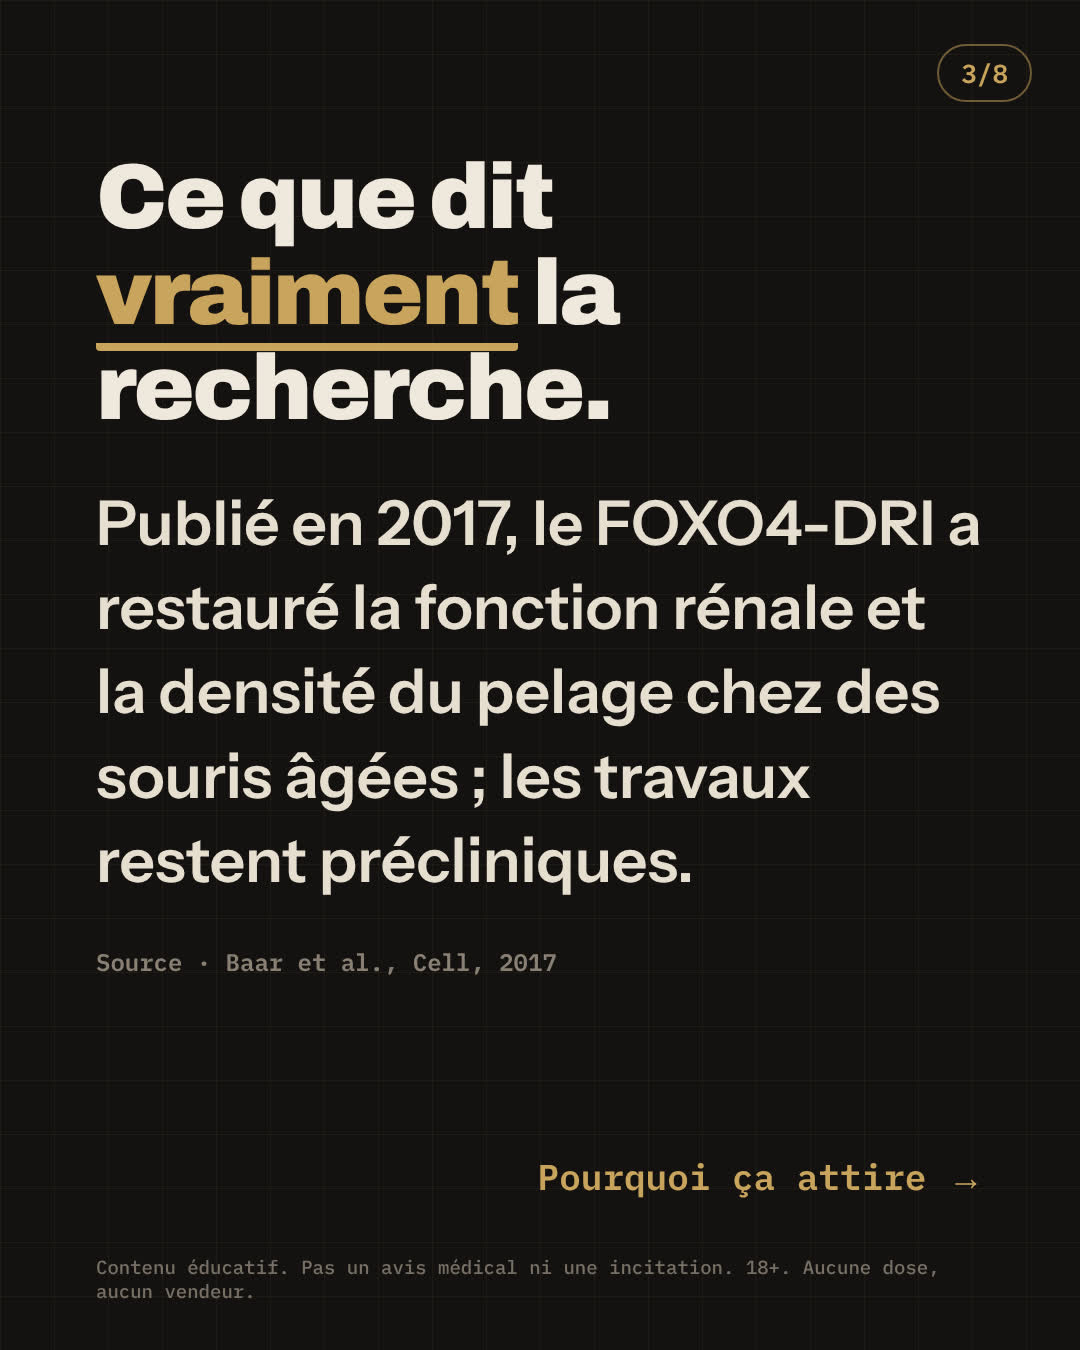 3/8
Ce que dit
vraiment la
recherche.
Publié en 2017, le FOXO4-DRI a
restauré la fonction rénale et
la densité du pelage chez des
souris âgées ; les travaux
restent précliniques.
Source · Baar et al., Cell, 2017
Pourquoi ça attire →
Contenu éducatif. Pas un avis médical ni une incitation. 18+. Aucune dose,
aucun vendeur.